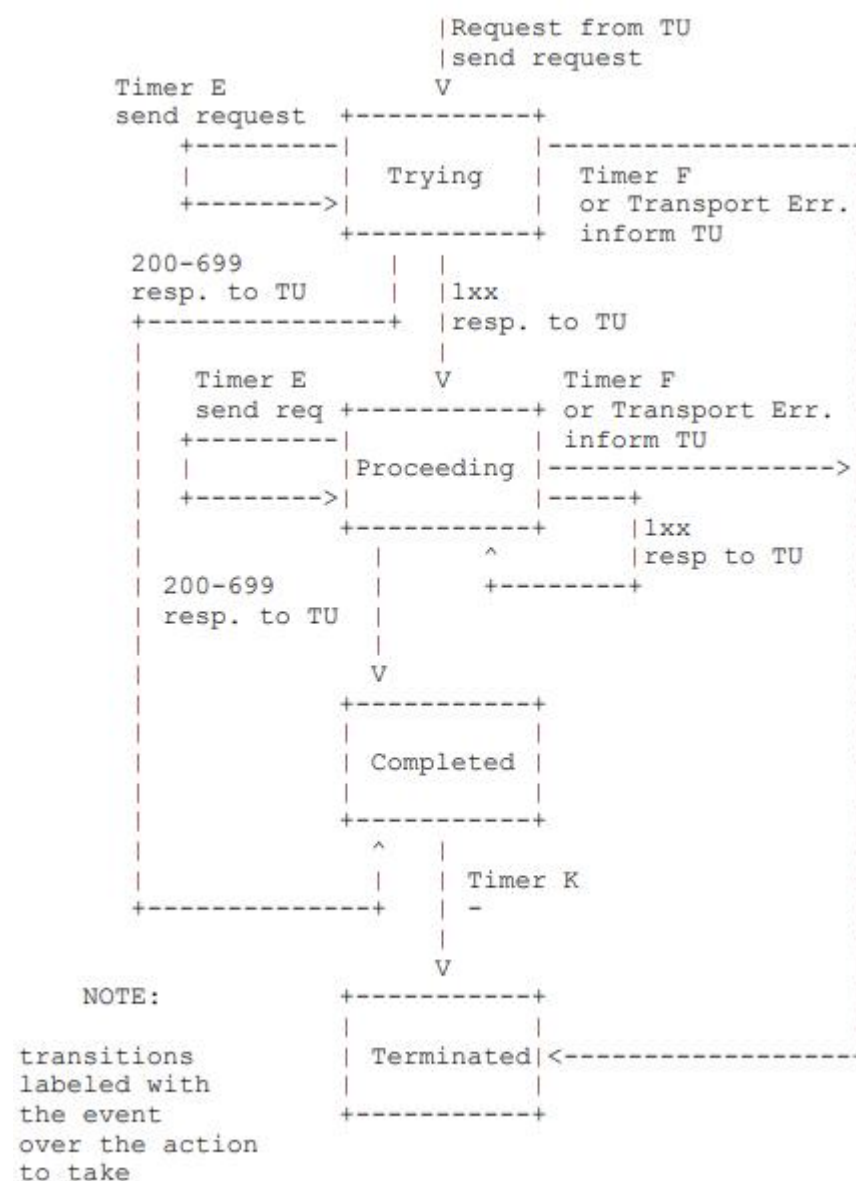 Request from TU
send request
Timer E
send request
Trying
Timer F
or Transport Err.
inform TU
200-699
resp. to TU
1xx
resp. to TU
Timer E
send req
Timer F
or Transport Err.
inform TU
Proceeding
1xx
resp to TU
200-699
resp. to TU
Completed
Timer K
-
NOTE:
transitions
labeled with
the event
over the action
to take
Terminated